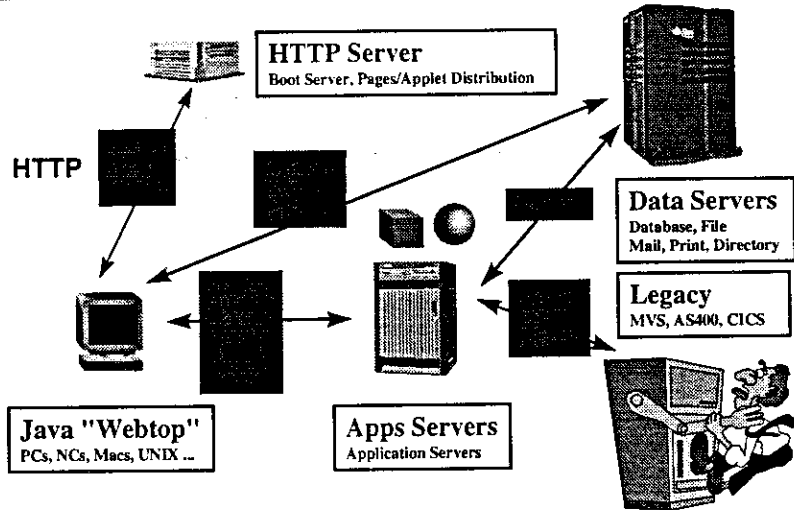 HTTP Server
Boot Server, Pages/Applet Distribution
HTTP
Data Servers
Database, File
Mail, Print, Directory
Legacy
MVS, AS400, CICS
Java "Webtop"
PCs, NCs, Macs, UNIX ...
Apps Servers
Application Servers